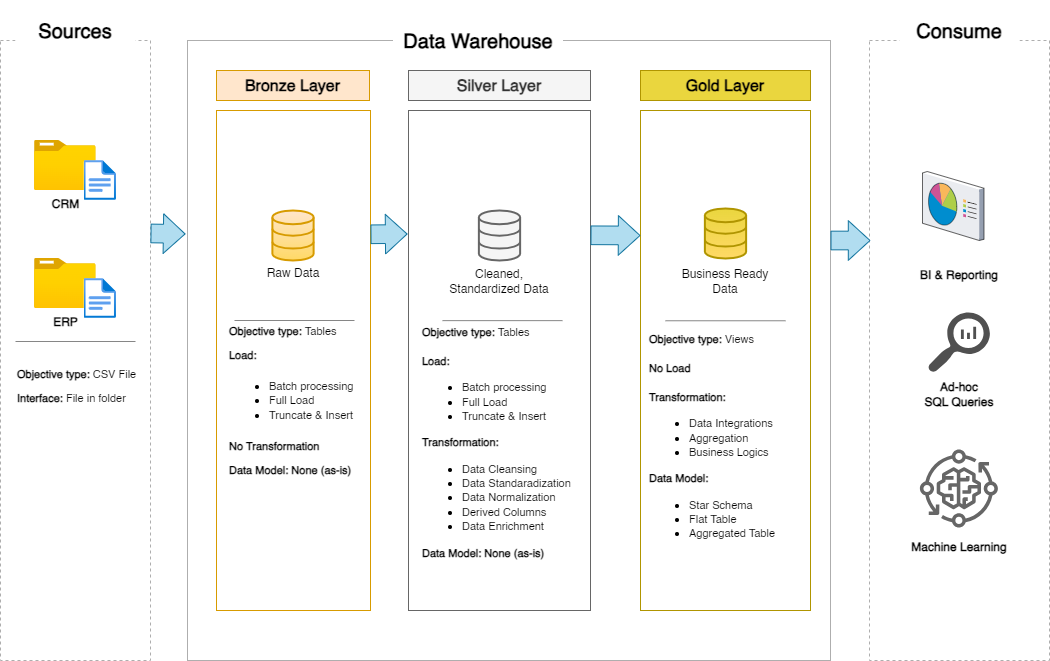 Sources
CRM
ERP
Objective type: CSV File
Interface: File in folder
Data Warehouse
Bronze Layer
Raw Data
Objective type: Tables
Load:
Batch processing
Full Load
Truncate & Insert
No Transformation
Data Model: None (as-is)
Silver Layer
Cleaned,
Standardized Data
Objective type: Tables
Load:
Batch processing
Full Load
Truncate & Insert
Transformation:
Data Cleansing
Data Standaradization
Data Normalization
Derived Columns
Data Enrichment
Data Model: None (as-is)
Gold Layer
Business Ready
Data
Objective type: Views
No Load
Transformation:
Data Integrations
Aggregation
Business Logics
Data Model:
Star Schema
Flat Table
Aggregated Table
Consume
BI & Reporting
Ad-hoc
SQL Queries
Machine Learning